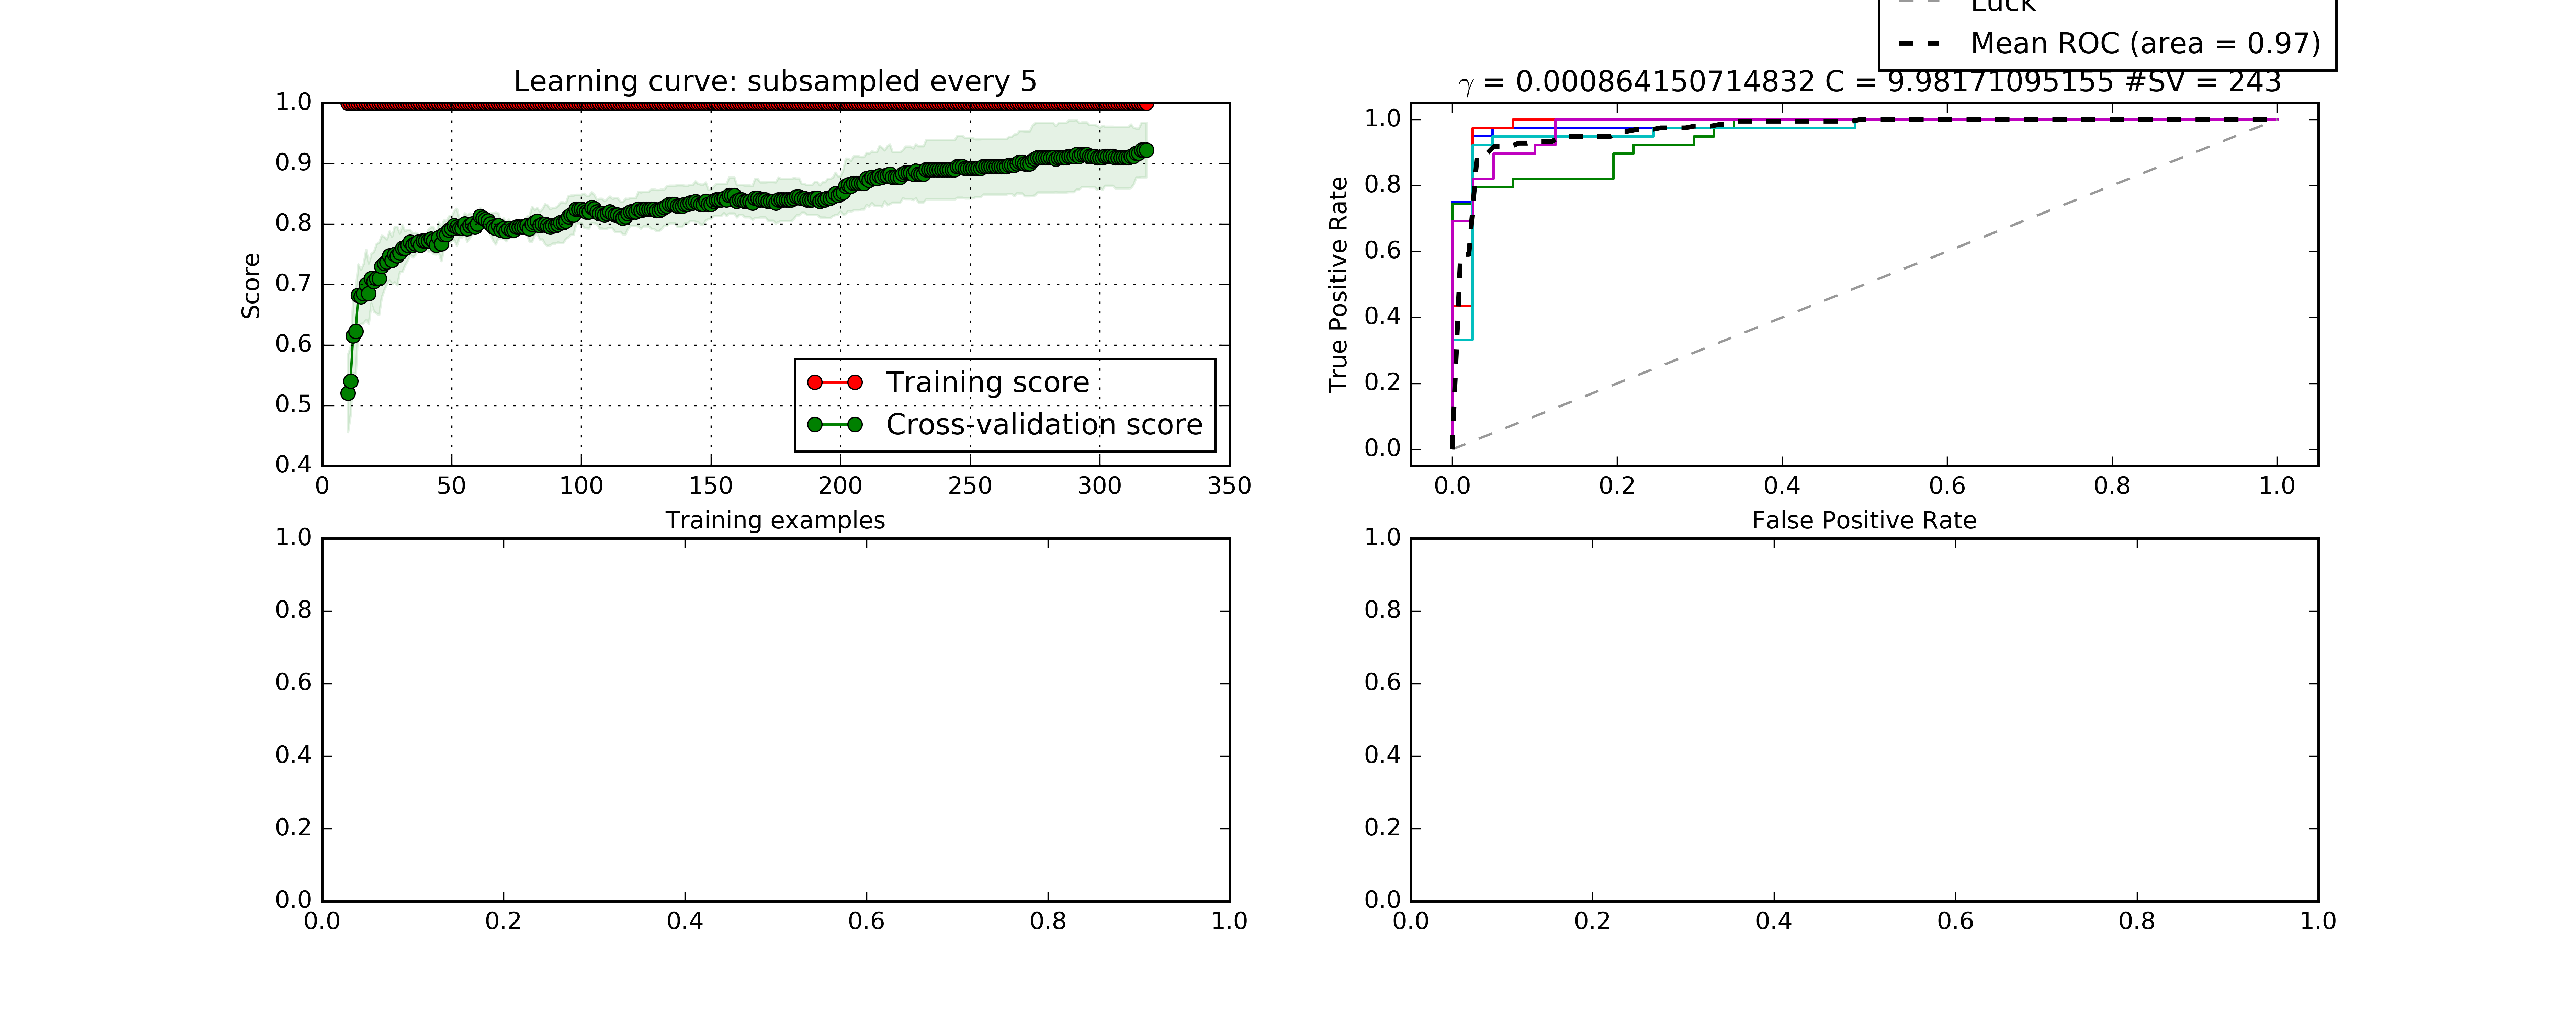 Luck
Mean ROC (area = 0.97)
Learning curve: subsampled every 5
γ = 0.000864150714832 C = 9.98171095155 #SV = 243
1.0
0.9
0.8
0.7
0.6
0.5
0.4
Score
Training score
Cross-validation score
0 50 100 150 200 250 300 350
Training examples
1.0
0.8
0.6
0.4
0.2
0.0
True Positive Rate
0.0 0.2 0.4 0.6 0.8 1.0
False Positive Rate
1.0
0.8
0.6
0.4
0.2
0.0
0.0 0.2 0.4 0.6 0.8 1.0
1.0
0.8
0.6
0.4
0.2
0.0
0.0 0.2 0.4 0.6 0.8 1.0